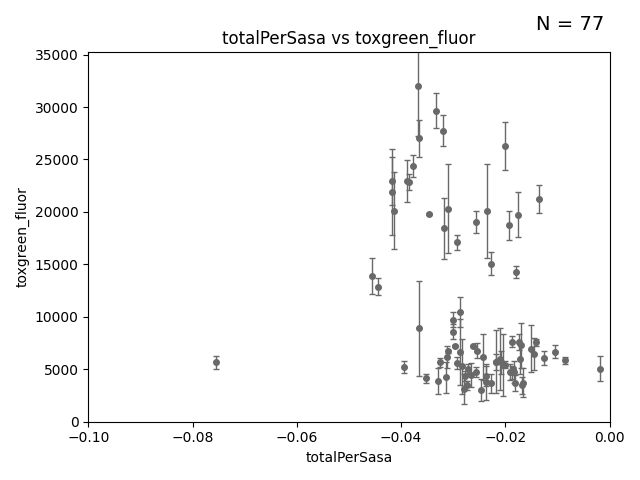 N = 77
totalPerSasa vs toxgreen_fluor
35000
30000
25000
20000
15000
10000
5000
0
toxgreen_fluor
−0.10 −0.08 −0.06 −0.04 −0.02 0.00
totalPerSasa